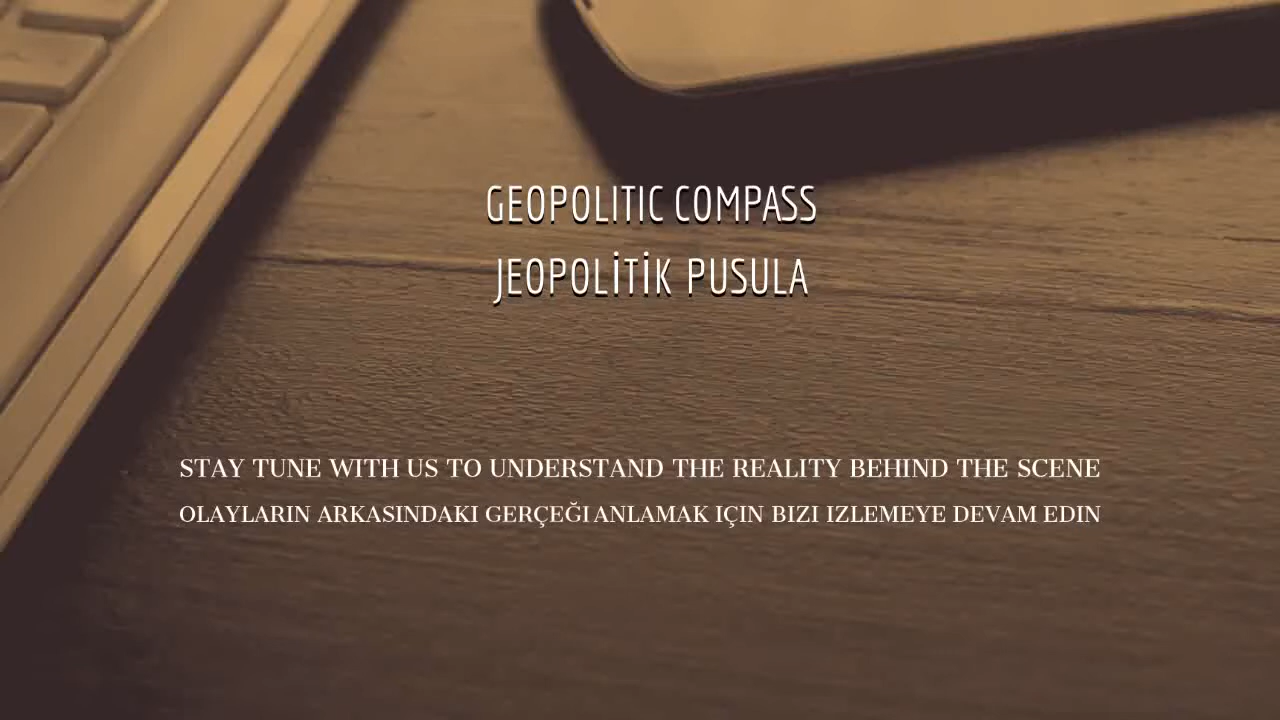 GEOPOLITIC COMPASS
JEOPOLİTİK PUSULA
STAY TUNE WITH US TO UNDERSTAND THE REALITY BEHIND THE SCENE
OLAYLARIN ARKASINDAKI GERÇEĞI ANLAMAK IÇIN BIZI IZLEMEYE DEVAM EDIN